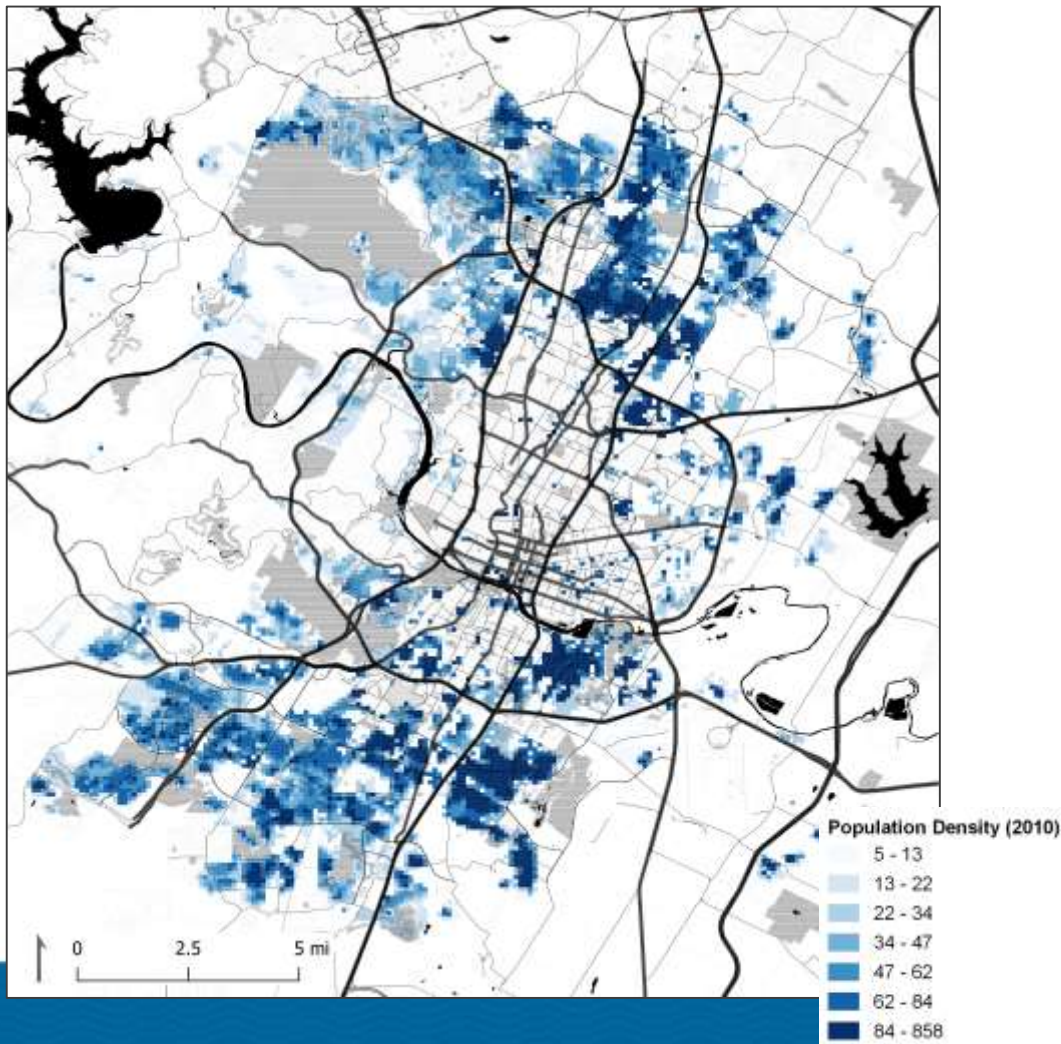 Population Density (2010)
5 - 13
13 - 22
22 - 34
34 - 47
47 - 62
62 - 84
84 - 858
0 2.5 5 mi